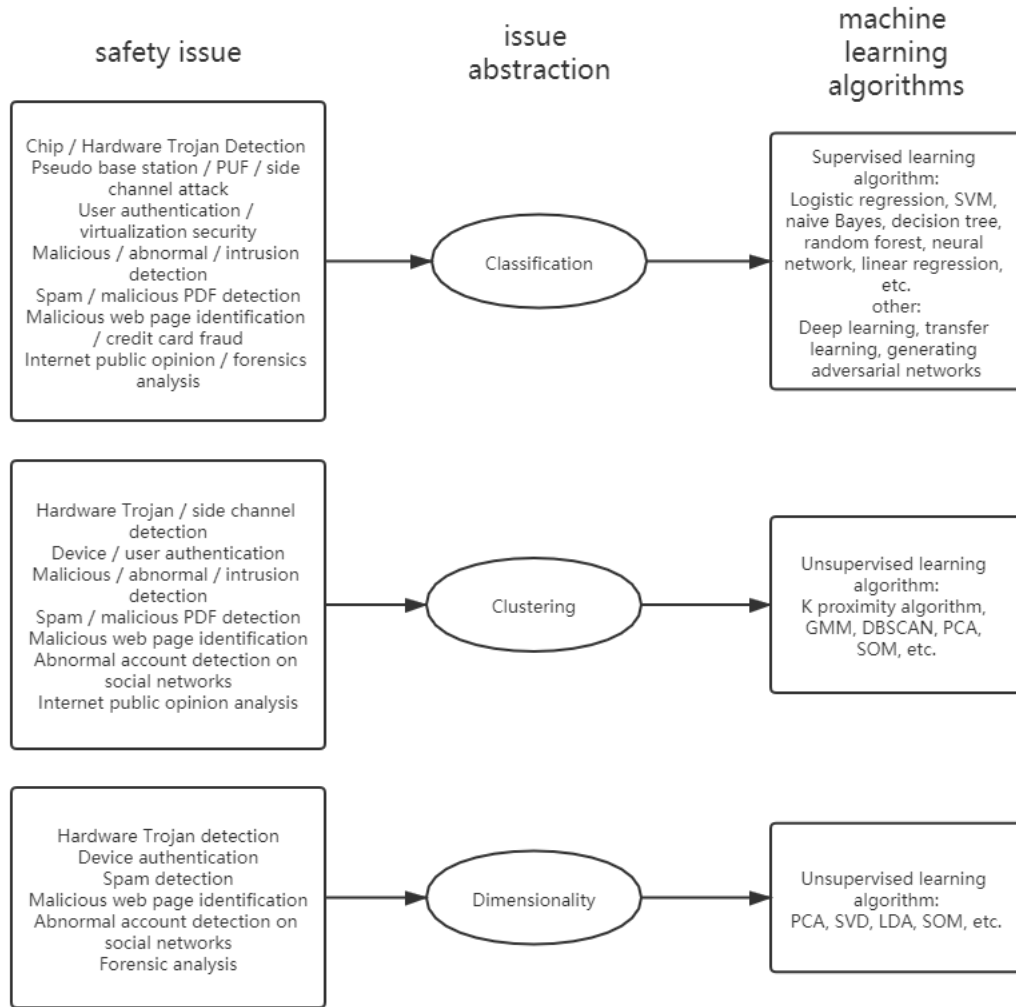 safety issue
issue
abstraction
machine
learning
algorithms
Chip / Hardware Trojan Detection
Pseudo base station / PUF / side
channel attack
User authentication /
virtualization security
Malicious / abnormal / intrusion
detection
Spam / malicious PDF detection
Malicious web page identification
/ credit card fraud
Internet public opinion / forensics
analysis
Classification
Supervised learning
algorithm:
Logistic regression, SVM,
naive Bayes, decision tree,
random forest, neural
network, linear regression,
etc.
other:
Deep learning, transfer
learning, generating
adversarial networks
Hardware Trojan / side channel
detection
Device / user authentication
Malicious / abnormal / intrusion
detection
Spam / malicious PDF detection
Malicious web page identification
Abnormal account detection on
social networks
Internet public opinion analysis
Clustering
Unsupervised learning
algorithm:
K proximity algorithm,
GMM, DBSCAN, PCA,
SOM, etc.
Hardware Trojan detection
Device authentication
Spam detection
Malicious web page identification
Abnormal account detection on
social networks
Forensic analysis
Dimensionality
Unsupervised learning
algorithm:
PCA, SVD, LDA, SOM, etc.